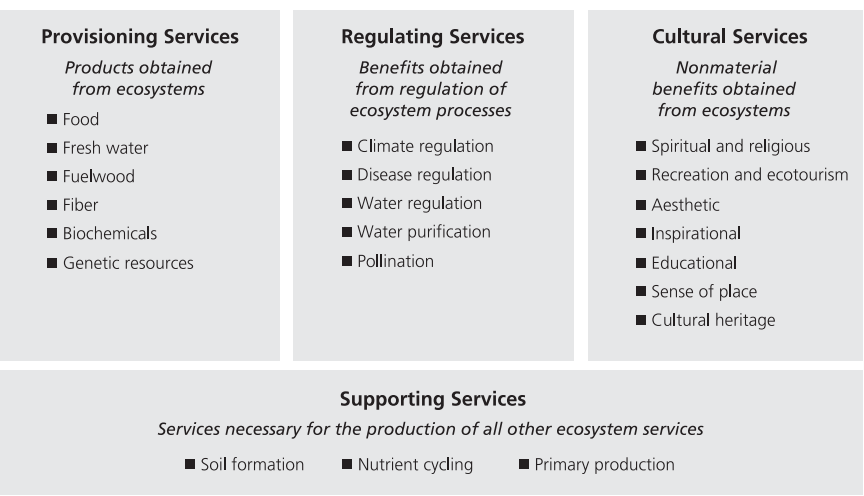 Provisioning Services
Products obtained
from ecosystems
■ Food
■ Fresh water
■ Fuelwood
■ Fiber
■ Biochemicals
■ Genetic resources
Regulating Services
Benefits obtained
from regulation of
ecosystem processes
■ Climate regulation
■ Disease regulation
■ Water regulation
■ Water purification
■ Pollination
Cultural Services
Nonmaterial
benefits obtained
from ecosystems
■ Spiritual and religious
■ Recreation and ecotourism
■ Aesthetic
■ Inspirational
■ Educational
■ Sense of place
■ Cultural heritage
Supporting Services
Services necessary for the production of all other ecosystem services
■ Soil formation ■ Nutrient cycling ■ Primary production